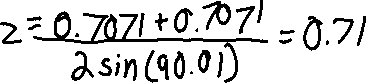 z = 0.7071+0.7071 / 2sin(90.01) = 0.71